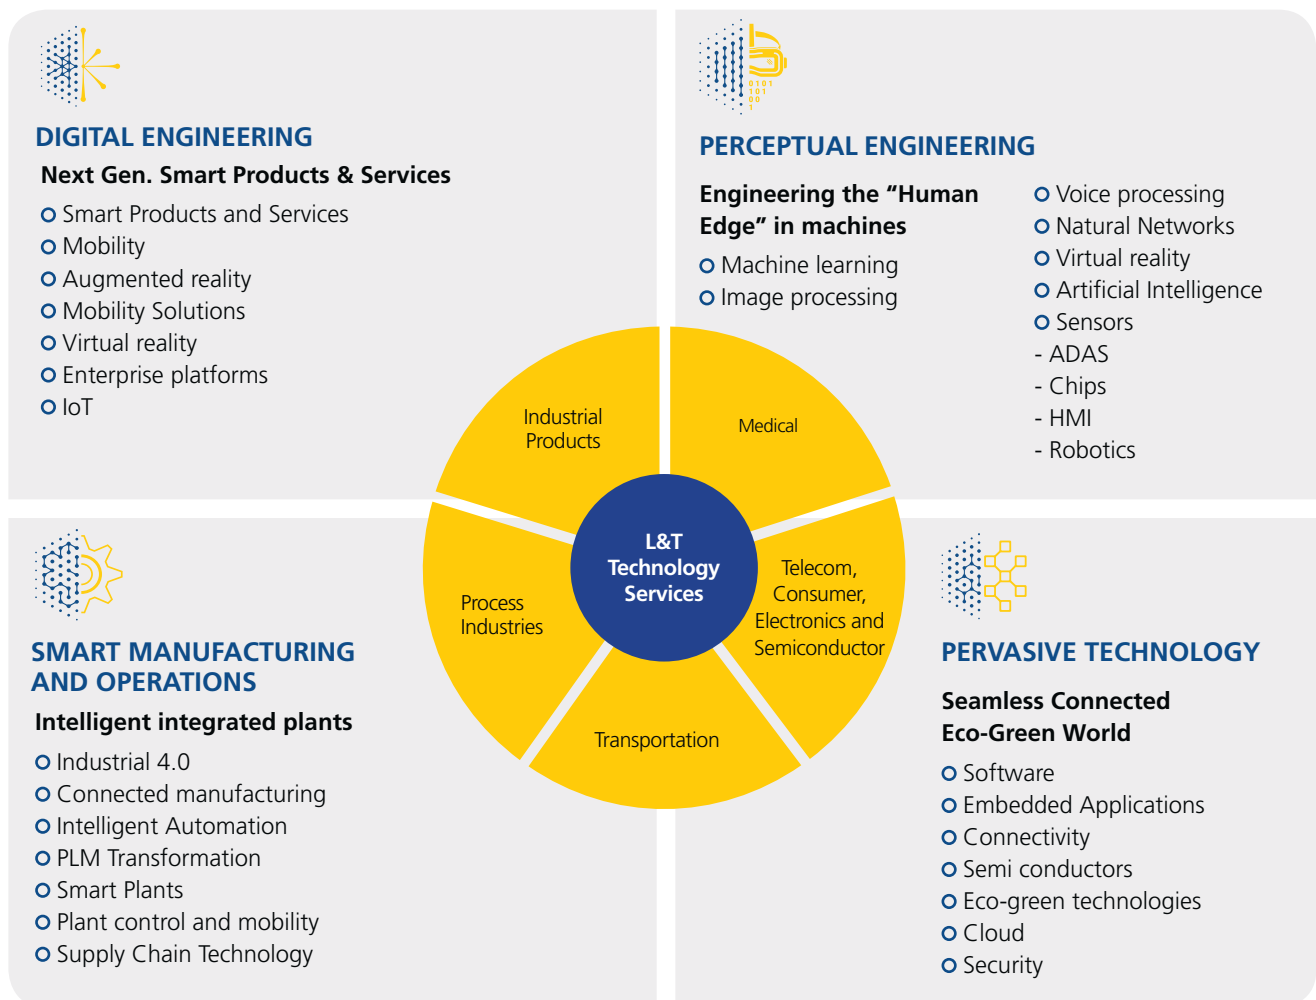 DIGITAL ENGINEERING
Next Gen. Smart Products & Services
Smart Products and Services
Mobility
Augmented reality
Mobility Solutions
Virtual reality
Enterprise platforms
IoT
0101
101
00
1
PERCEPTUAL ENGINEERING
Engineering the “Human
Edge” in machines
Machine learning
Image processing
Voice processing
Natural Networks
Virtual reality
Artificial Intelligence
Sensors
- ADAS
- Chips
- HMI
- Robotics
Industrial
Products
Medical
L&T
Technology
Services
Process
Industries
Telecom,
Consumer,
Electronics and
Semiconductor
Transportation
SMART MANUFACTURING
AND OPERATIONS
Intelligent integrated plants
Industrial 4.0
Connected manufacturing
Intelligent Automation
PLM Transformation
Smart Plants
Plant control and mobility
Supply Chain Technology
PERVASIVE TECHNOLOGY
Seamless Connected
Eco-Green World
Software
Embedded Applications
Connectivity
Semi conductors
Eco-green technologies
Cloud
Security